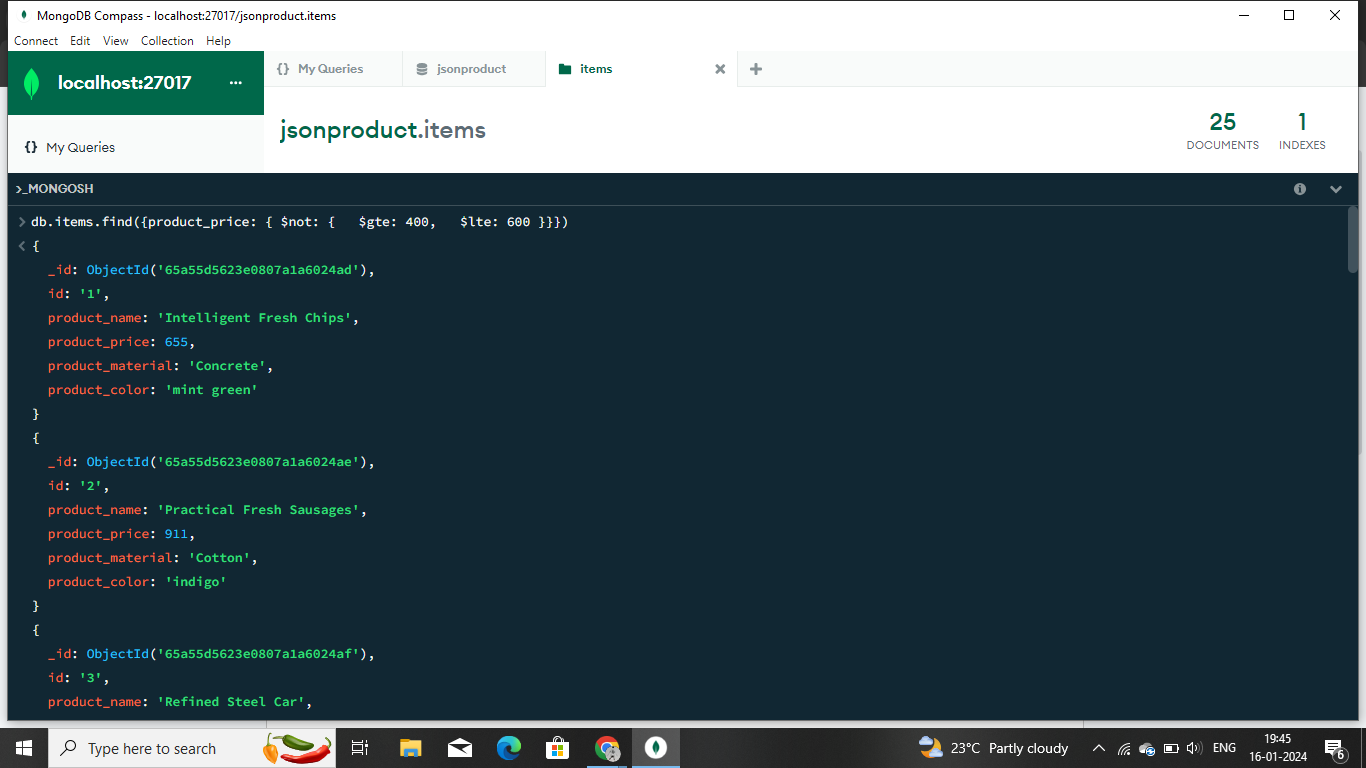 MongoDB Compass - localhost:27017/jsonproduct.items
Connect Edit View Collection Help
localhost:27017 ...
{} My Queries
jsonproduct
items
{} My Queries
jsonproduct.items
25
DOCUMENTS
1
INDEXES
>_MONGOSH
> db.items.find({product_price: { $not: {   $gte: 400,   $lte: 600 }}})
< {
_id: ObjectId('65a55d5623e0807a1a6024ad'),
id: '1',
product_name: 'Intelligent Fresh Chips',
product_price: 655,
product_material: 'Concrete',
product_color: 'mint green'
}
{
_id: ObjectId('65a55d5623e0807a1a6024ae'),
id: '2',
product_name: 'Practical Fresh Sausages',
product_price: 911,
product_material: 'Cotton',
product_color: 'indigo'
}
{
_id: ObjectId('65a55d5623e0807a1a6024af'),
id: '3',
product_name: 'Refined Steel Car',
Type here to search
23°C Partly cloudy
ENG
19:45
16-01-2024
6